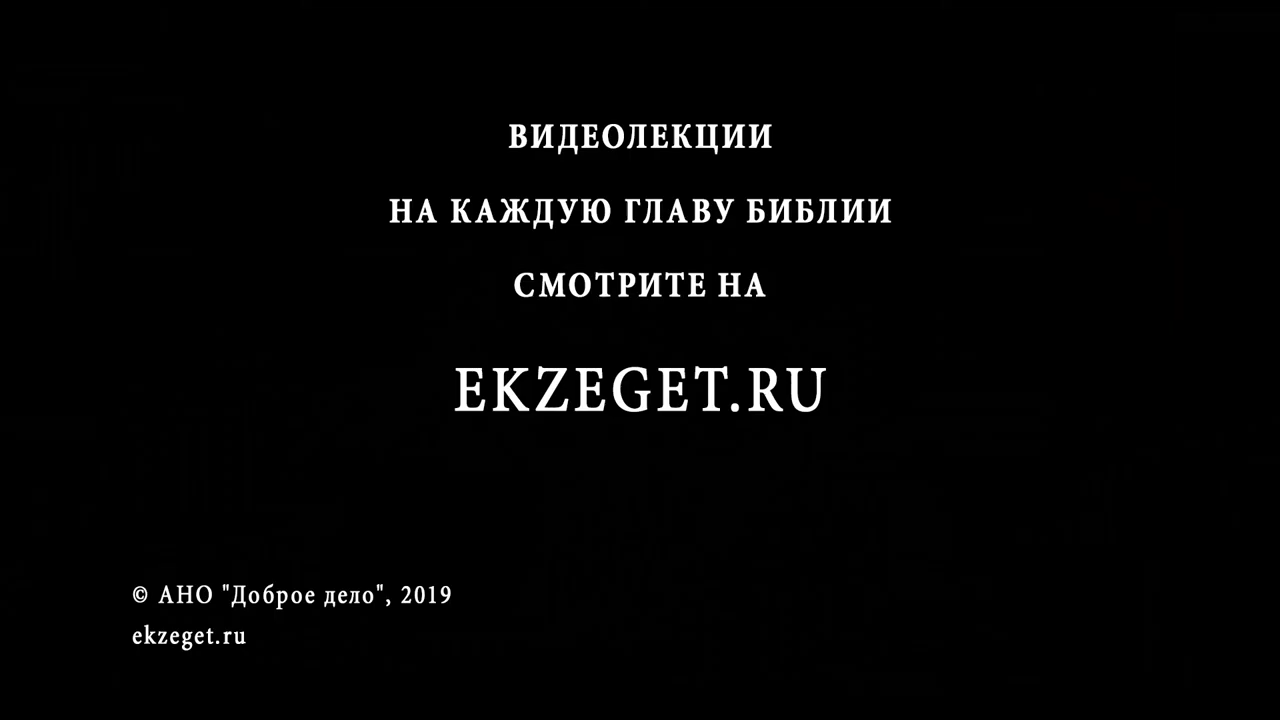 ВИДЕОЛЕКЦИИ
НА КАЖДУЮ ГЛАВУ БИБЛИИ
СМОТРИТЕ НА
EKZEGET.RU
© АНО "Доброе дело", 2019
ekzeget.ru